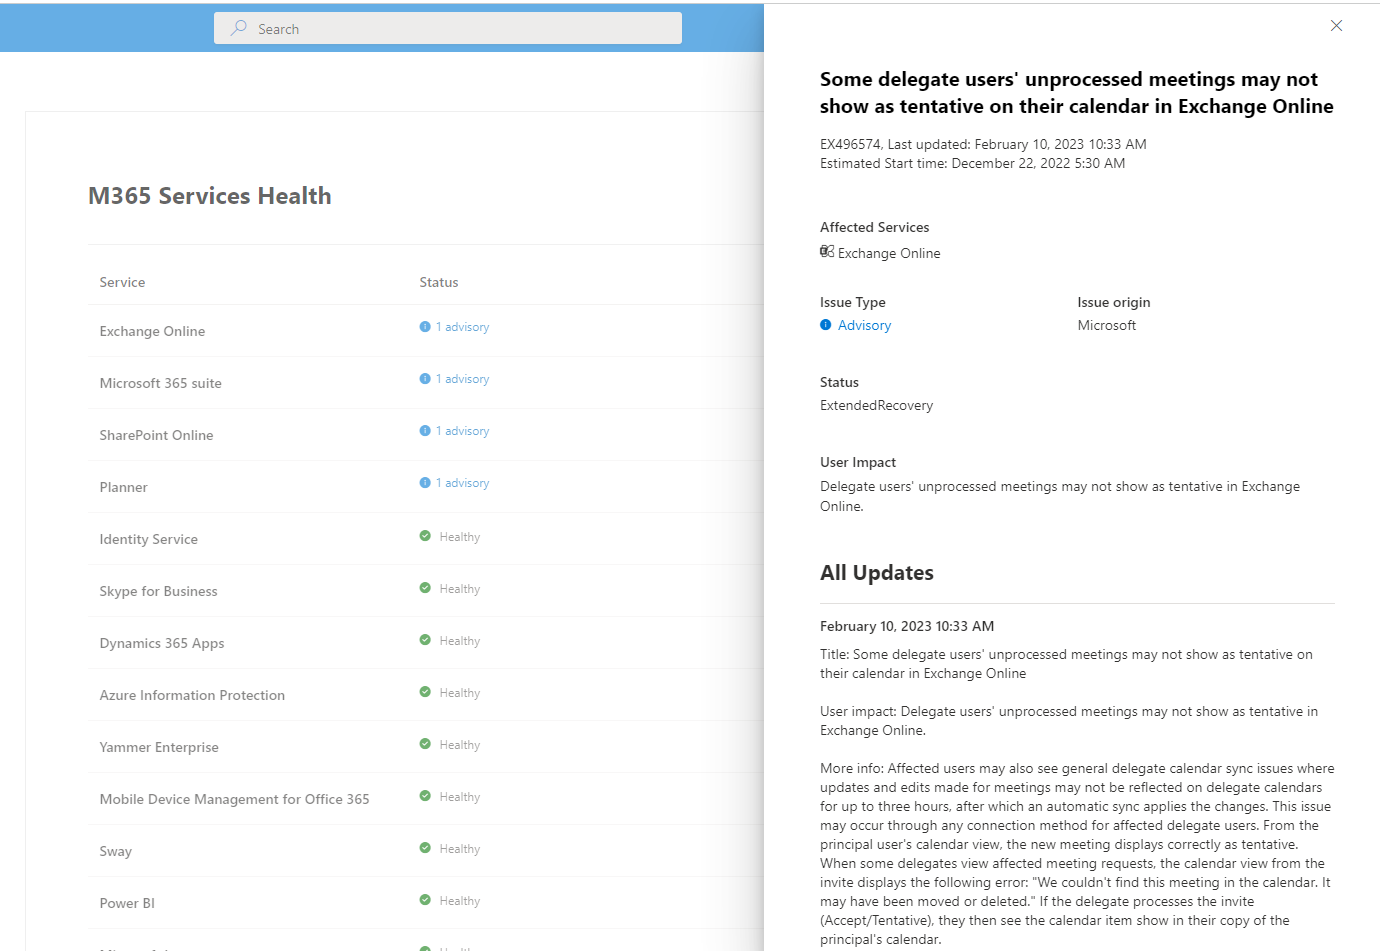 Search
M365 Services Health
Service Status
Exchange Online 1 advisory
Microsoft 365 suite 1 advisory
SharePoint Online 1 advisory
Planner 1 advisory
Identity Service Healthy
Skype for Business Healthy
Dynamics 365 Apps Healthy
Azure Information Protection Healthy
Yammer Enterprise Healthy
Mobile Device Management for Office 365 Healthy
Sway Healthy
Power BI Healthy
Some delegate users' unprocessed meetings may not
show as tentative on their calendar in Exchange Online
EX496574, Last updated: February 10, 2023 10:33 AM
Estimated Start time: December 22, 2022 5:30 AM
Affected Services
Exchange Online
Issue Type Issue origin
Advisory Microsoft
Status
ExtendedRecovery
User Impact
Delegate users' unprocessed meetings may not show as tentative in Exchange
Online.
All Updates
February 10, 2023 10:33 AM
Title: Some delegate users' unprocessed meetings may not show as tentative on
their calendar in Exchange Online
User impact: Delegate users' unprocessed meetings may not show as tentative in
Exchange Online.
More info: Affected users may also see general delegate calendar sync issues where
updates and edits made for meetings may not be reflected on delegate calendars
for up to three hours, after which an automatic sync applies the changes. This issue
may occur through any connection method for affected delegate users. From the
principal user's calendar view, the new meeting displays correctly as tentative.
When some delegates view affected meeting requests, the calendar view from the
invite displays the following error: "We couldn't find this meeting in the calendar. It
may have been moved or deleted." If the delegate processes the invite
(Accept/Tentative), they then see the calendar item show in their copy of the
principal's calendar.